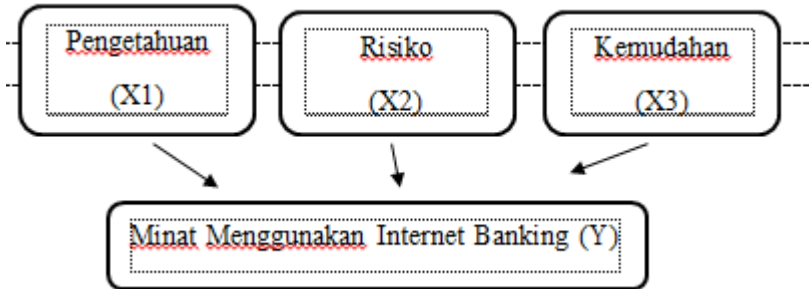 Pengetahuan
(X1)
Risiko
(X2)
Kemudahan
(X3)
Minat Menggunakan Internet Banking (Y)